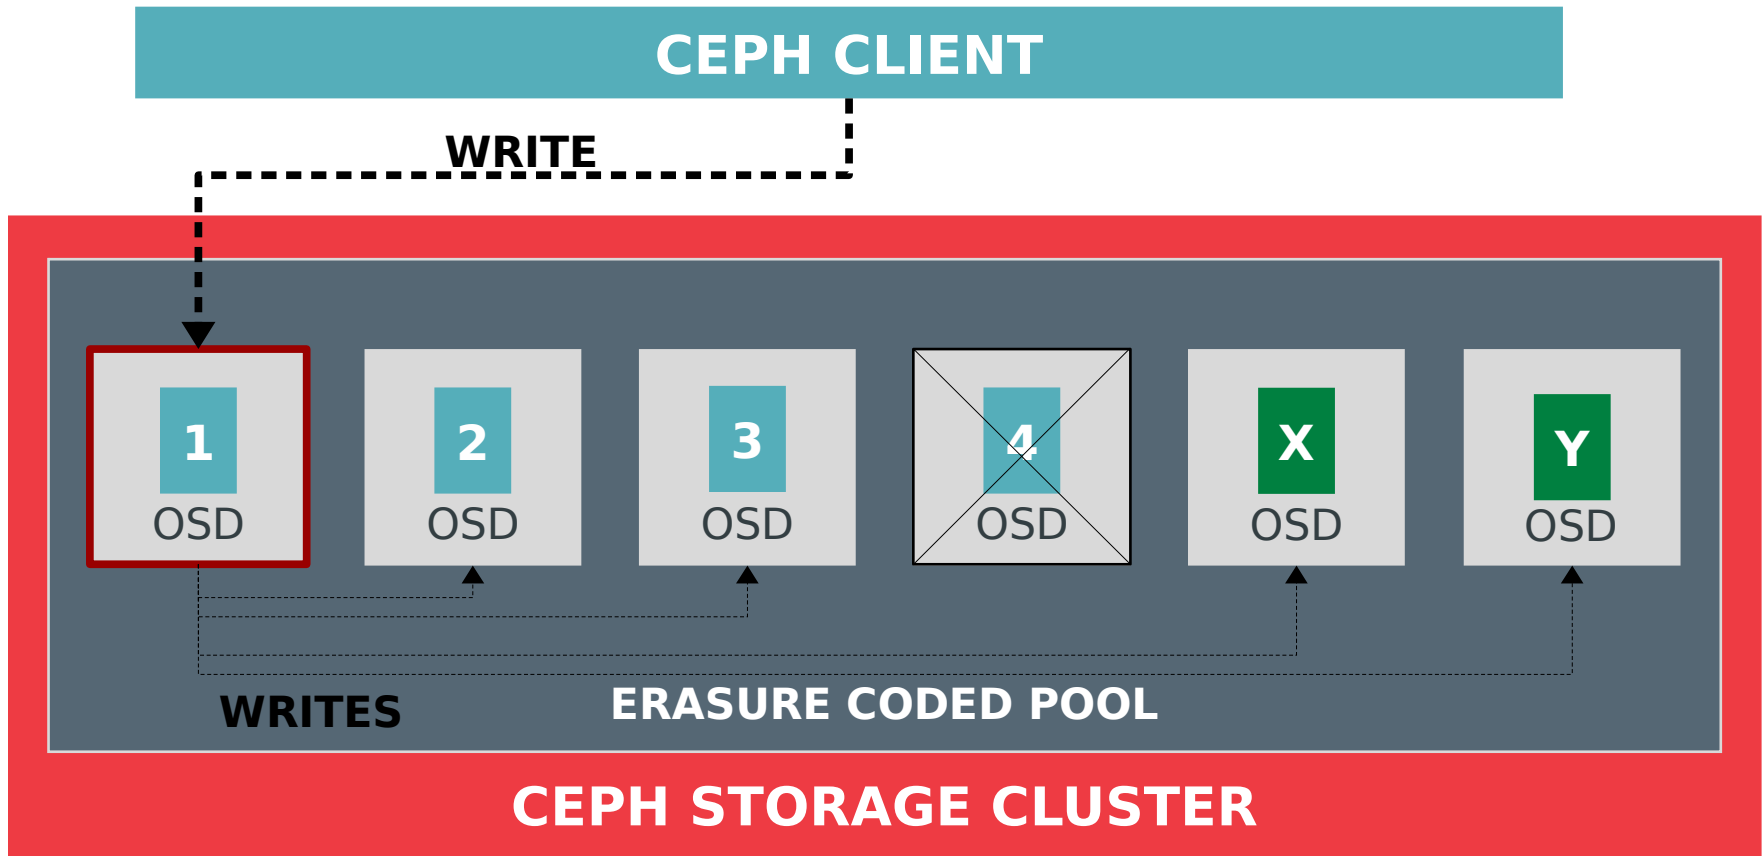 CEPH CLIENT
WRITE
1
OSD
2
OSD
3
OSD
4
OSD
X
OSD
Y
OSD
WRITES
ERASURE CODED POOL
CEPH STORAGE CLUSTER